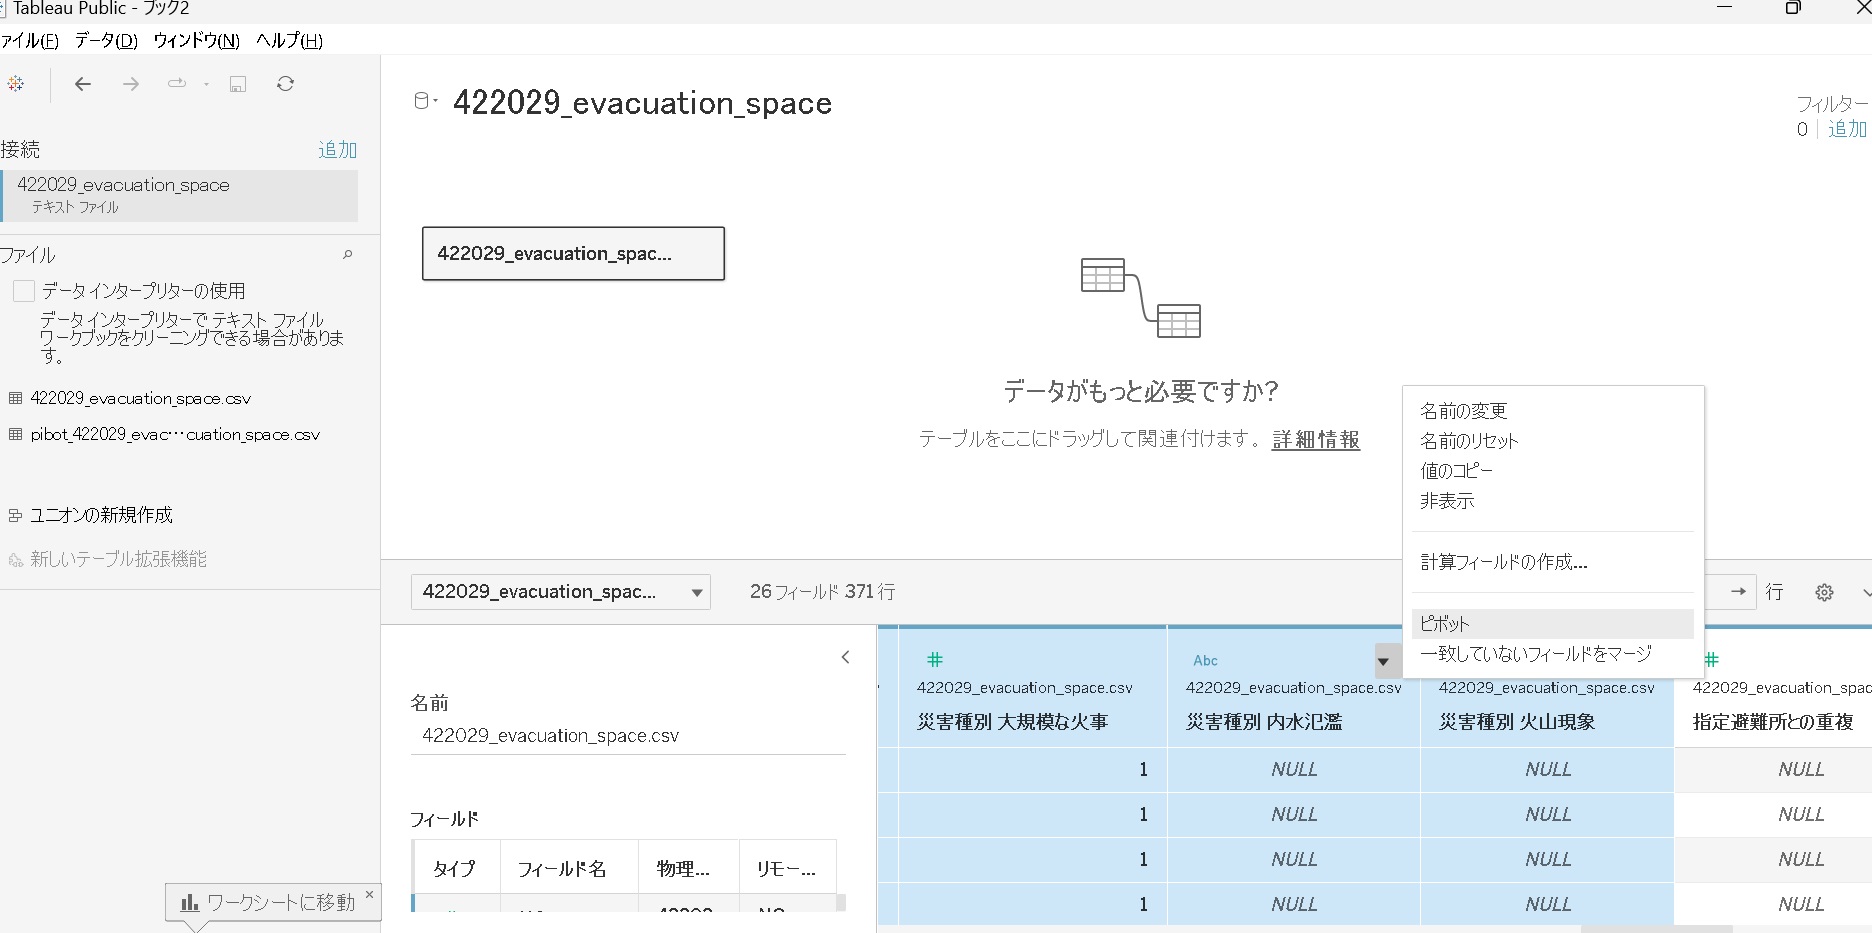 Tableau Public - ブック2
ァイル(F) データ(D) ウィンドウ(N) ヘルプ(H)
接続
追加
422029_evacuation_space
テキスト ファイル
ファイル
データ インタープリターの使用
データ インタープリターで テキスト ファイル
ワークブックをクリーニングできる場合がありま
す。
422029_evacuation_space.csv
pibot_422029_evac…cuation_space.csv
ユニオンの新規作成
新しいテーブル拡張機能
ワークシートに移動
422029_evacuation_space
フィルター
0 追加
422029_evacuation_spac...
データがもっと必要ですか?
テーブルをここにドラッグして関連付けます。 詳細情報
名前の変更
名前のリセット
値のコピー
非表示
計算フィールドの作成...
ピボット
一致していないフィールドをマージ
422029_evacuation_spac...
26 フィールド 371 行
→ 行
名前
422029_evacuation_space.csv
フィールド
タイプ フィールド名 物理... リモー...
# Abc #
422029_evacuation_space.csv 422029_evacuation_space.csv 422029_evacuation_space.csv 422029_evacuation_spac
災害種別 大規模な火事 災害種別 内水氾濫 災害種別 火山現象 指定避難所との重複
1 NULL NULL NULL
1 NULL NULL NULL
1 NULL NULL NULL
1 NULL NULL NULL